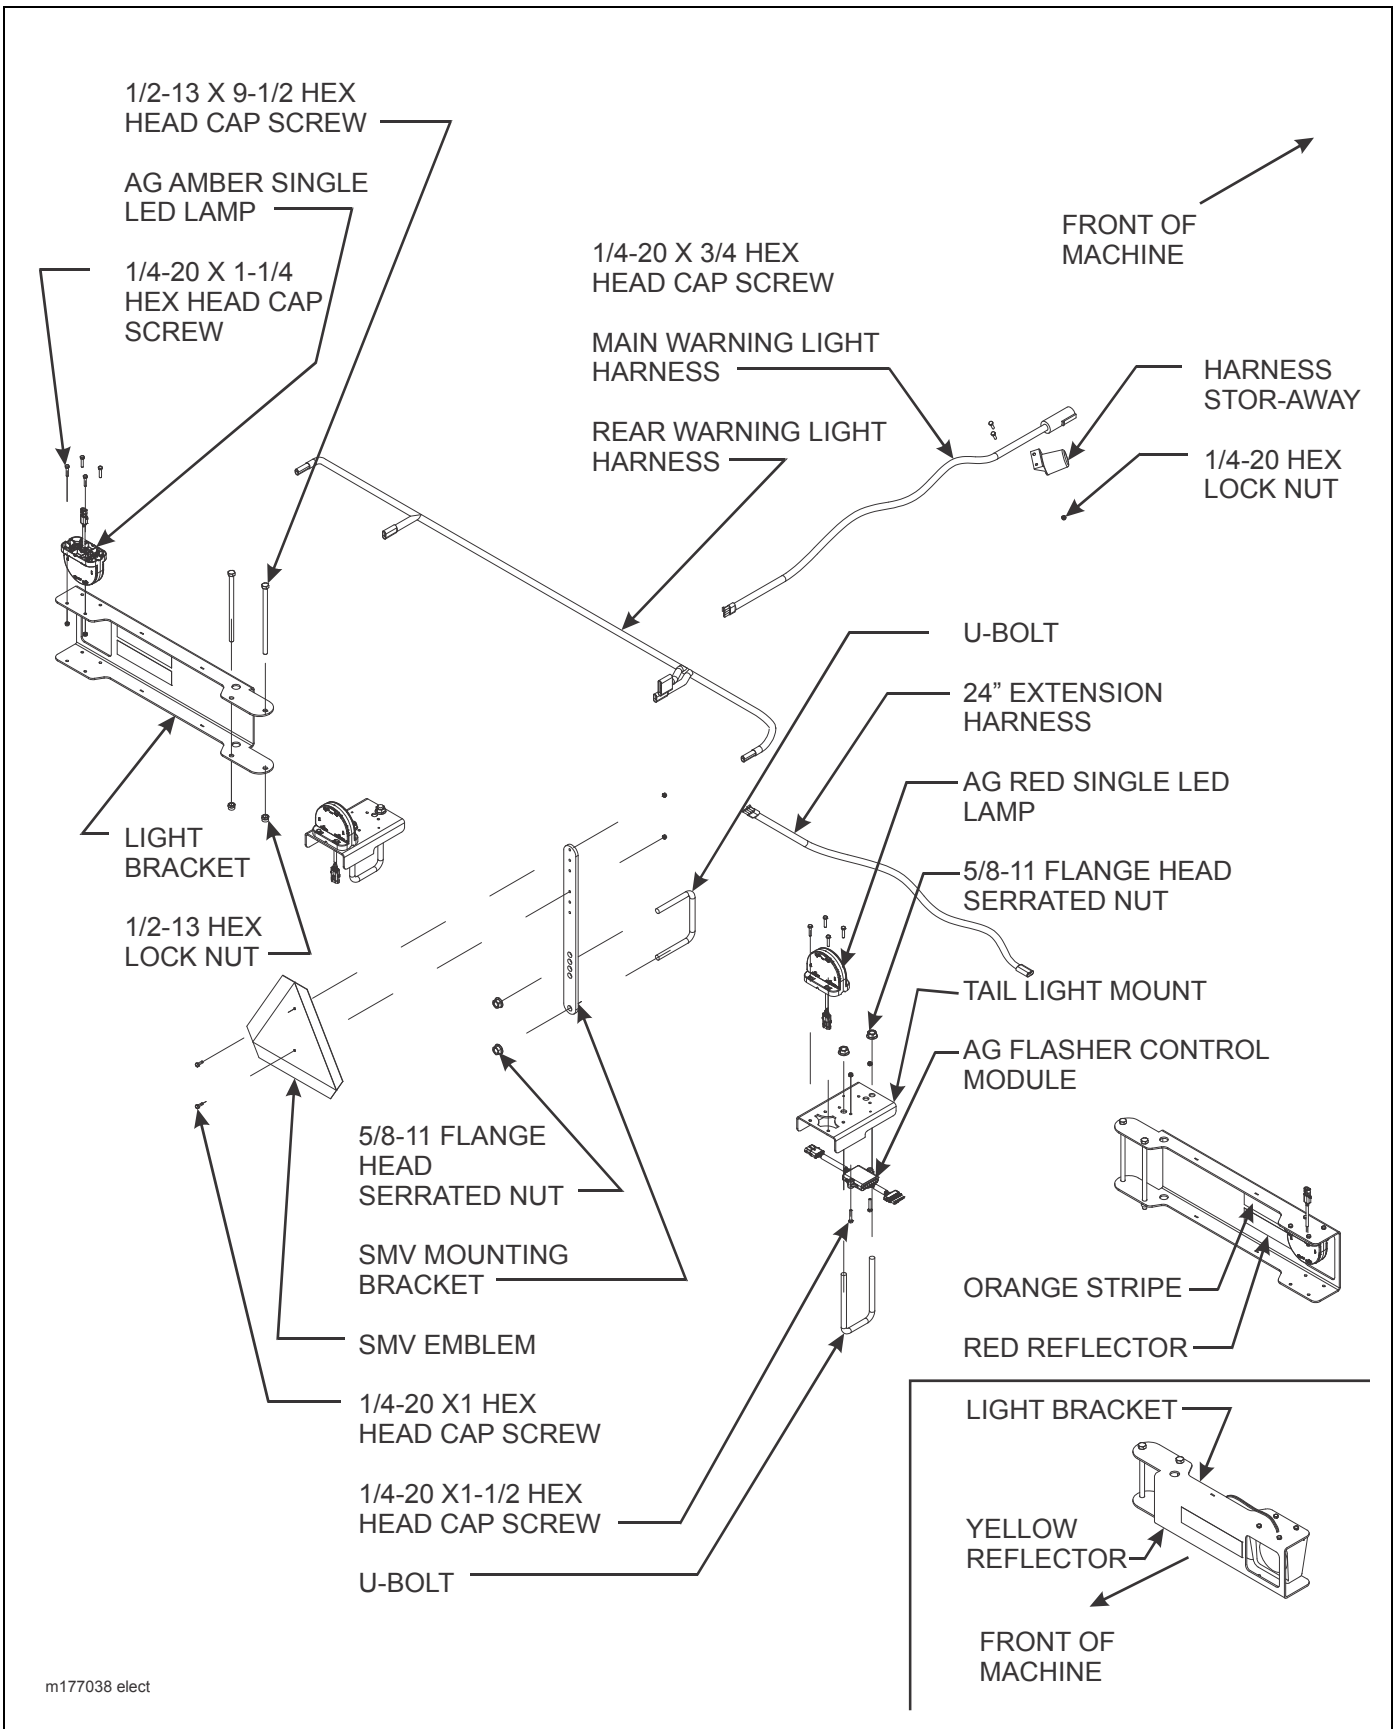 1/2-13 X 9-1/2 HEX
HEAD CAP SCREW
AG AMBER SINGLE
LED LAMP
1/4-20 X 1-1/4
HEX HEAD CAP
SCREW
1/4-20 X 3/4 HEX
HEAD CAP SCREW
MAIN WARNING LIGHT
HARNESS
REAR WARNING LIGHT
HARNESS
FRONT OF
MACHINE
HARNESS
STOR-AWAY
1/4-20 HEX
LOCK NUT
U-BOLT
24” EXTENSION
HARNESS
AG RED SINGLE LED
LAMP
5/8-11 FLANGE HEAD
SERRATED NUT
TAIL LIGHT MOUNT
AG FLASHER CONTROL
MODULE
LIGHT
BRACKET
1/2-13 HEX
LOCK NUT
5/8-11 FLANGE
HEAD
SERRATED NUT
SMV MOUNTING
BRACKET
SMV EMBLEM
1/4-20 X1 HEX
HEAD CAP SCREW
1/4-20 X1-1/2 HEX
HEAD CAP SCREW
U-BOLT
ORANGE STRIPE
RED REFLECTOR
LIGHT BRACKET
YELLOW
REFLECTOR
FRONT OF
MACHINE
m177038 elect